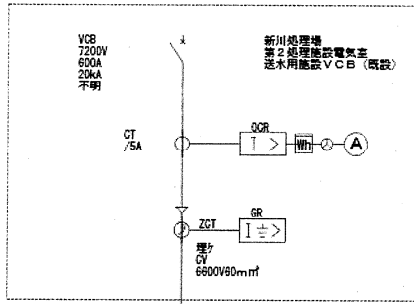 VCB
7200V
600A
20kA
不明
新川処理場
第2処理施設電気室
送水用施設VCB (既設)
CT
/5A
OCR
I >
Wh
A
ZCT
GR
I >
埋ケ
CV
6600V60mm²